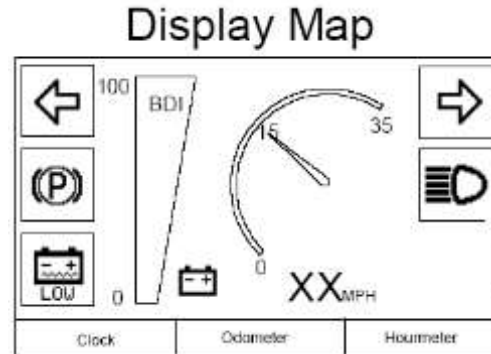 Display Map
100
BDI
15
35
(P)
- +
LOW
0
- +
0
XX MPH
Clock
Odometer
Hourmeter